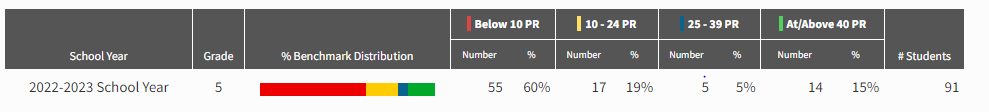 Below 10 PR 10 - 24 PR 25 - 39 PR At/Above 40 PR
School Year Grade % Benchmark Distribution Number % Number % Number % Number % # Students
2022-2023 School Year 5 55 60% 17 19% 5 5% 14 15% 91